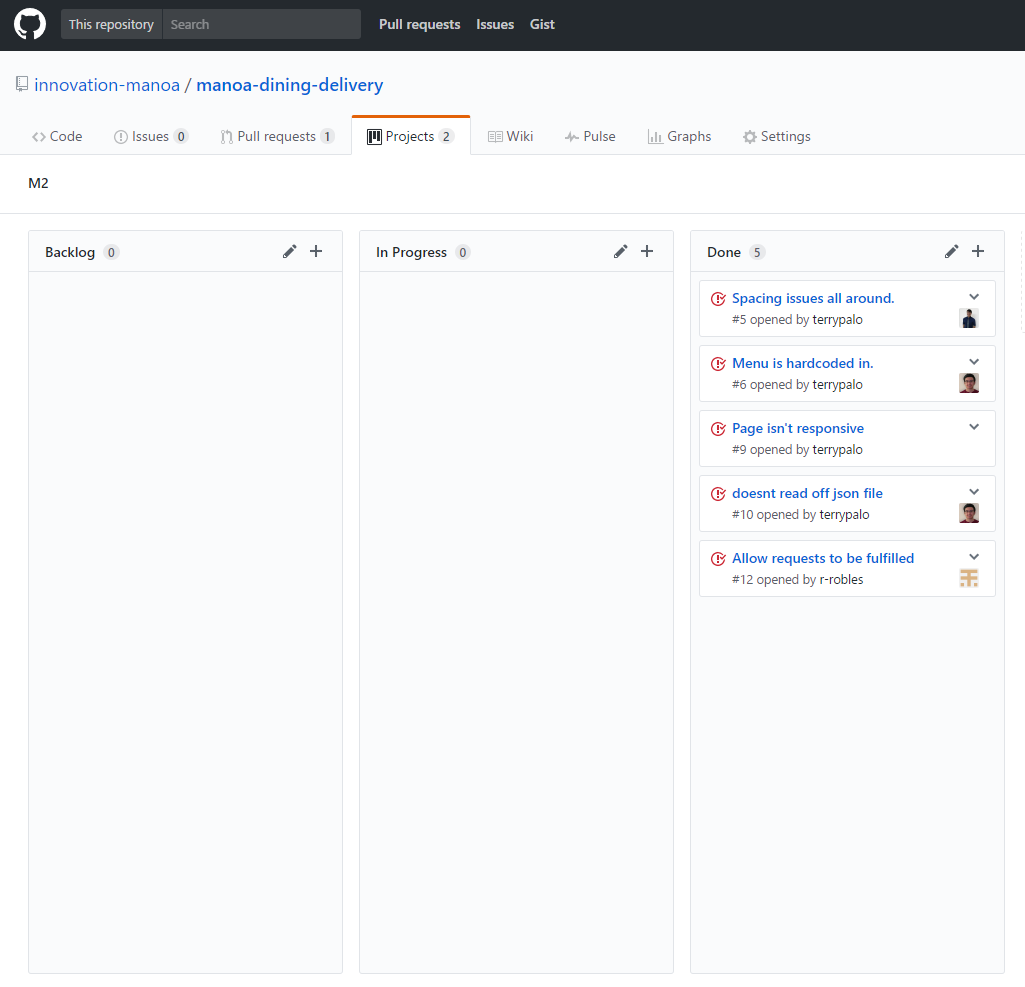 This repository Search Pull requests Issues Gist
innovation-manoa / manoa-dining-delivery
Code Issues 0 Pull requests 1 Projects 2 Wiki Pulse Graphs Settings
M2
Backlog 0
In Progress 0
Done 5
Spacing issues all around.
#5 opened by terrypalo
Menu is hardcoded in.
#6 opened by terrypalo
Page isn't responsive
#9 opened by terrypalo
doesnt read off json file
#10 opened by terrypalo
Allow requests to be fulfilled
#12 opened by r-robles